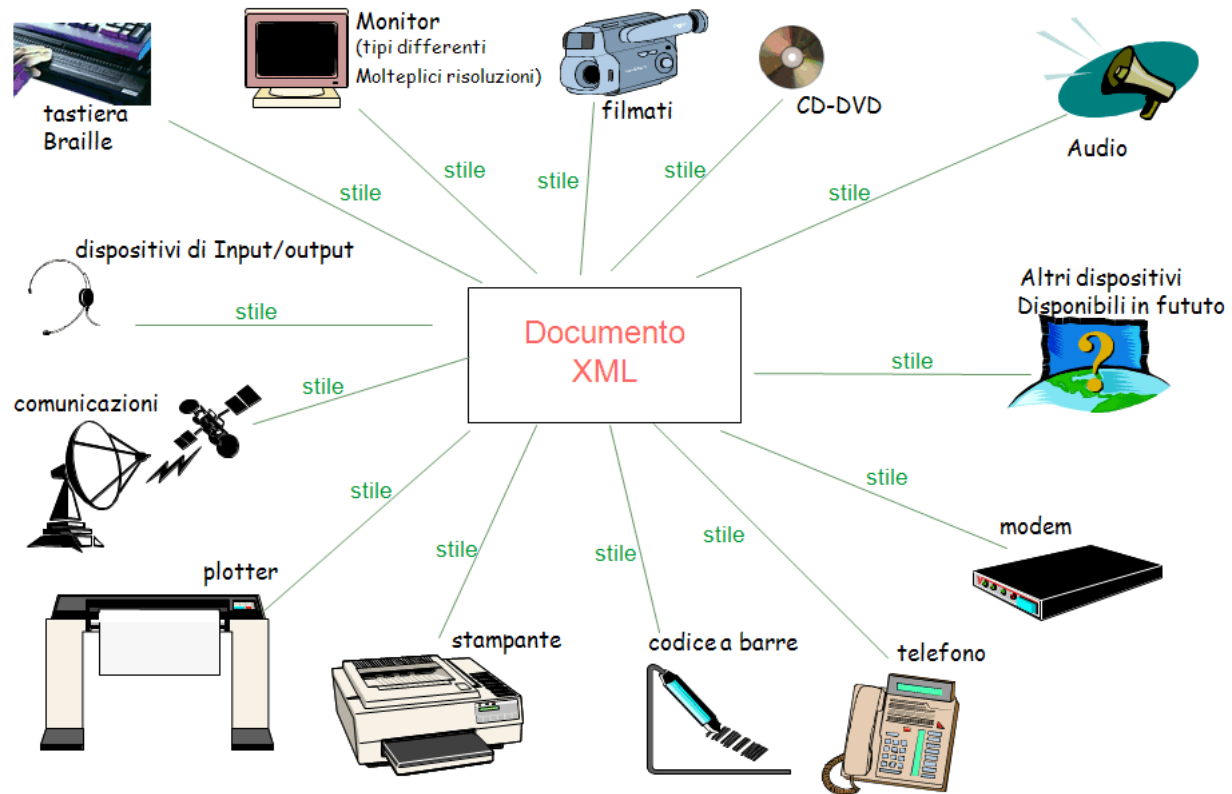 Monitor
(tipi differenti
Molteplici risoluzioni)
tastiera
Braille
filmati
CD-DVD
Audio
stile
stile
stile
stile
stile
dispositivi di Input/output
stile
Altri dispositivi
Disponibili in fututo
Documento
XML
stile
stile
comunicazioni
stile
stile
stile
stile
stile
modem
plotter
stampante
codice a barre
telefono